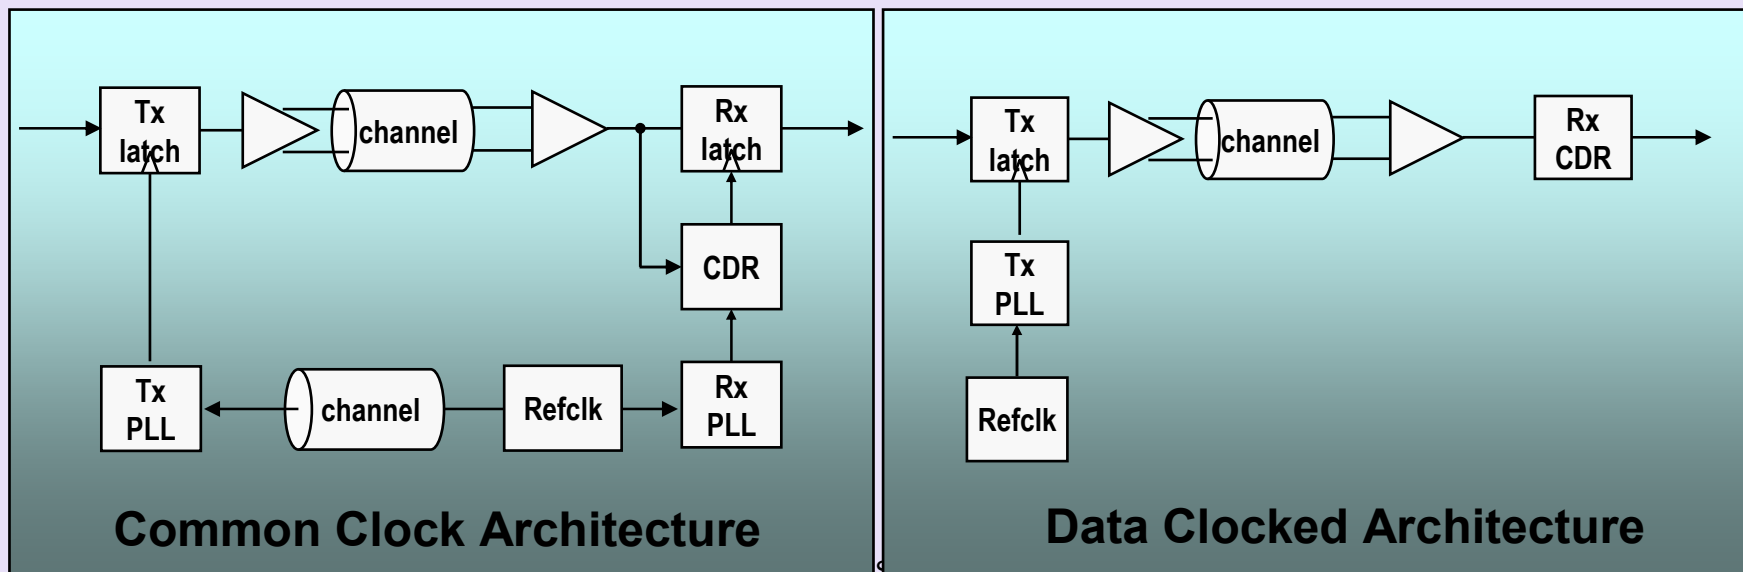 Tx
latch
channel
Rx
latch
CDR
Tx
PLL
channel
Refclk
Rx
PLL
Common Clock Architecture
Tx
latch
channel
Rx
CDR
Tx
PLL
Refclk
Data Clocked Architecture